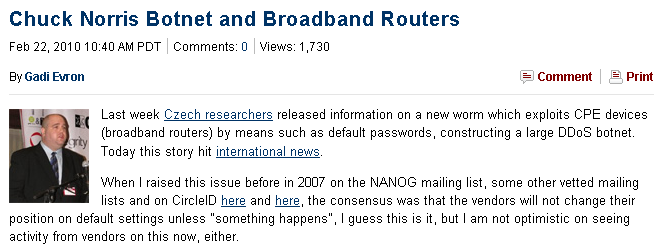 Chuck Norris Botnet and Broadband Routers
Feb 22, 2010 10:40 AM PDT | Comments: 0 | Views: 1,730
By Gadi Evron Comment | Print
Last week Czech researchers released information on a new worm which exploits CPE devices
(broadband routers) by means such as default passwords, constructing a large DDoS botnet.
Today this story hit international news.
When I raised this issue before in 2007 on the NANOG mailing list, some other vetted mailing
lists and on CircleID here and here, the consensus was that the vendors will not change their
position on default settings unless "something happens", I guess this is it, but I am not optimistic on seeing
activity from vendors on this now, either.